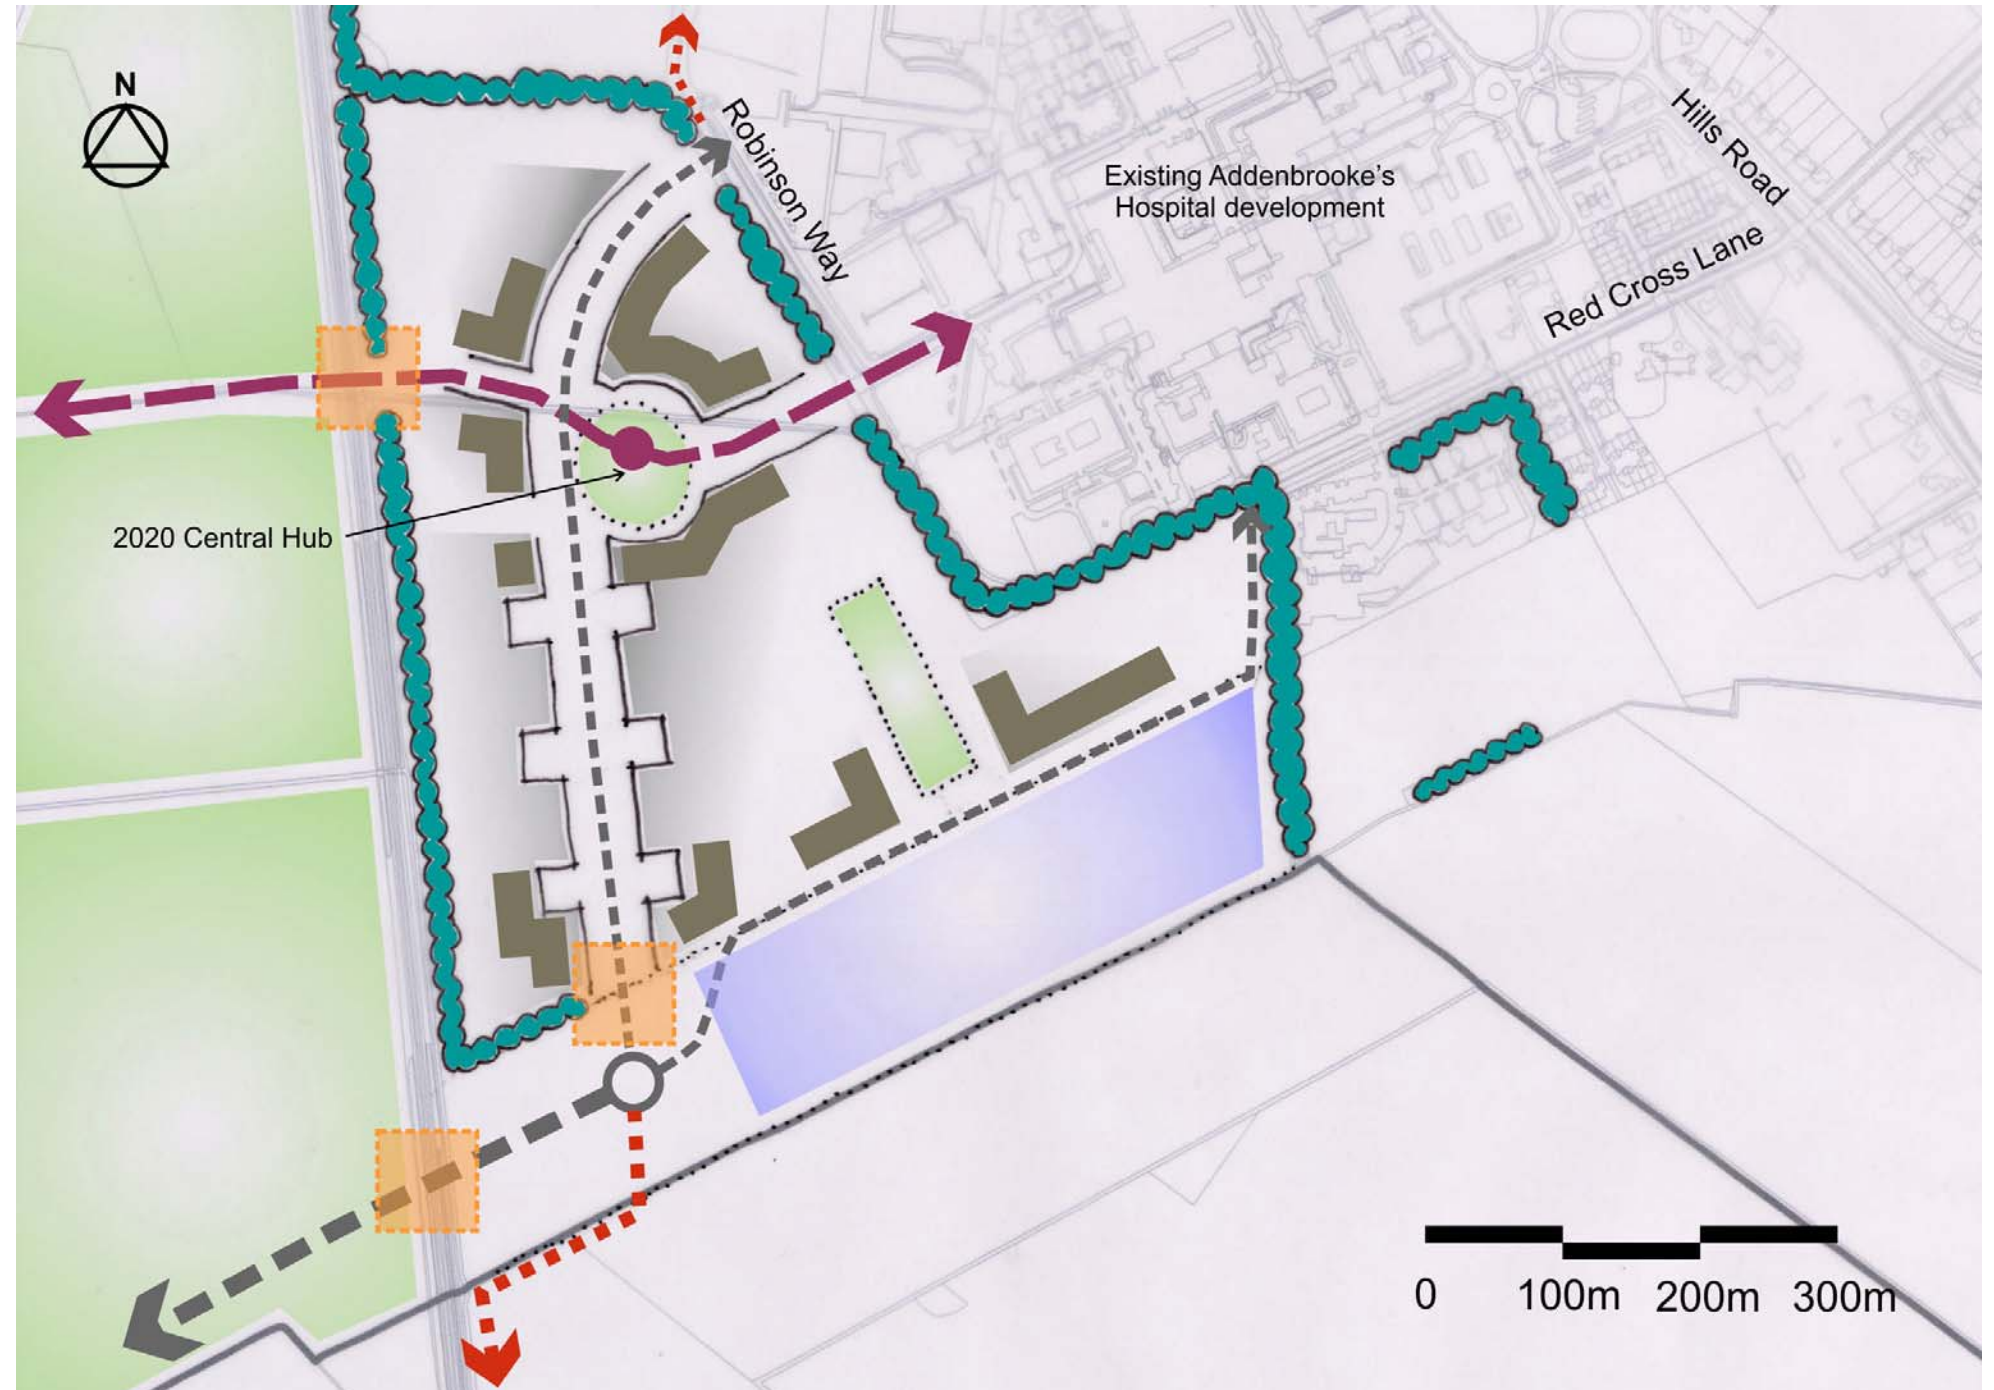 N
Robinson Way
Existing Addenbrooke's
Hospital development
Hills Road
Red Cross Lane
2020 Central Hub
0 100m 200m 300m